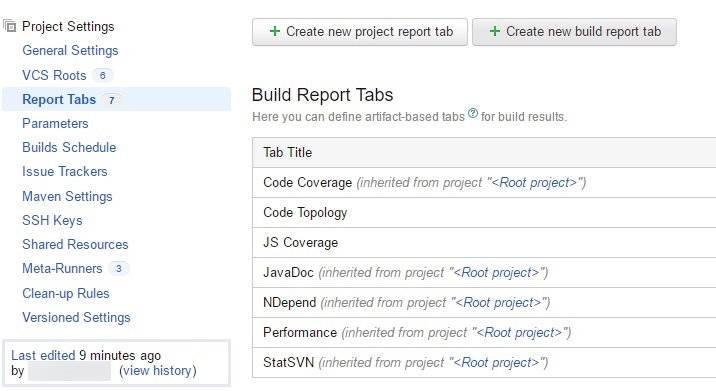 Project Settings
General Settings
VCS Roots 6
Report Tabs 7
Parameters
Builds Schedule
Issue Trackers
Maven Settings
SSH Keys
Shared Resources
Meta-Runners 3
Clean-up Rules
Versioned Settings
Last edited 9 minutes ago
by (view history)
+ Create new project report tab + Create new build report tab
Build Report Tabs
Here you can define artifact-based tabs ? for build results.
Tab Title
Code Coverage (inherited from project "<Root project>")
Code Topology
JS Coverage
JavaDoc (inherited from project "<Root project>")
NDepend (inherited from project "<Root project>")
Performance (inherited from project "<Root project>")
StatSVN (inherited from project "<Root project>")